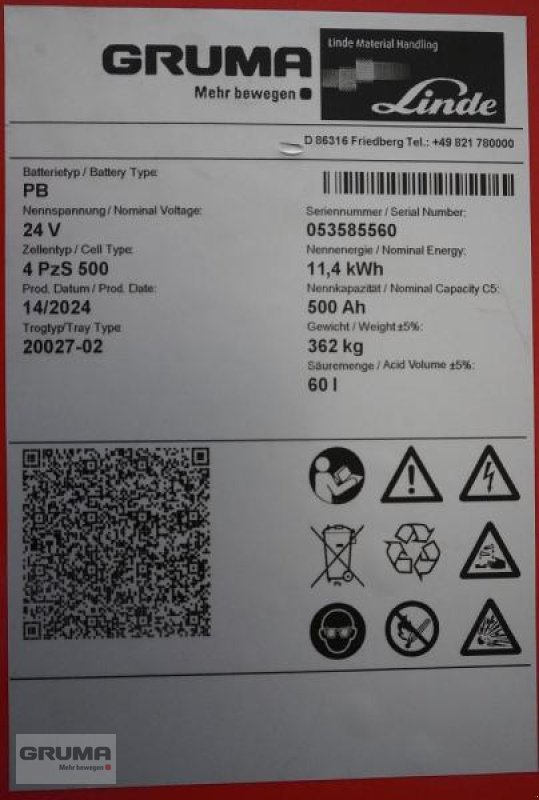 GRUMA
Mehr bewegen
Linde Material Handling
Linde
D 86316 Friedberg Tel.: +49 821 780000
Batterietyp / Battery Type:
PB
Nennspannung / Nominal Voltage:
24 V
Zellentyp / Cell Type:
4 PzS 500
Prod. Datum / Prod. Date:
14/2024
Trogtyp/Tray Type:
20027-02
Seriennummer / Serial Number:
053585560
Nennenergie / Nominal Energy:
11,4 kWh
Nennkapazität / Nominal Capacity C5:
500 Ah
Gewicht / Weight ±5%:
362 kg
Säuremenge / Acid Volume ±5%:
60 l
GRUMA
Mehr bewegen